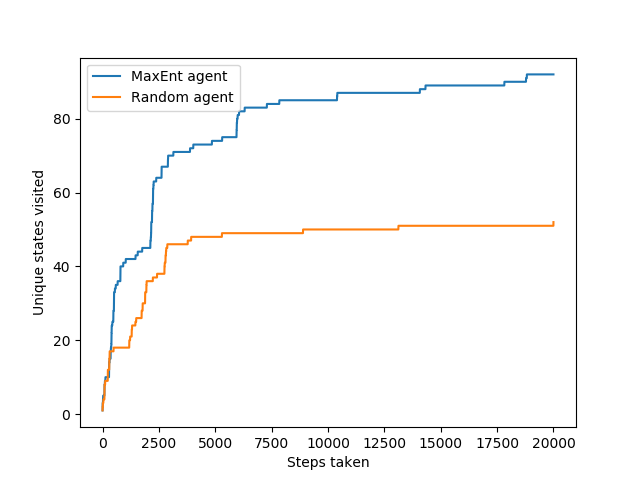 MaxEnt agent
Random agent
80
60
40
20
0
Unique states visited
0 2500 5000 7500 10000 12500 15000 17500 20000
Steps taken